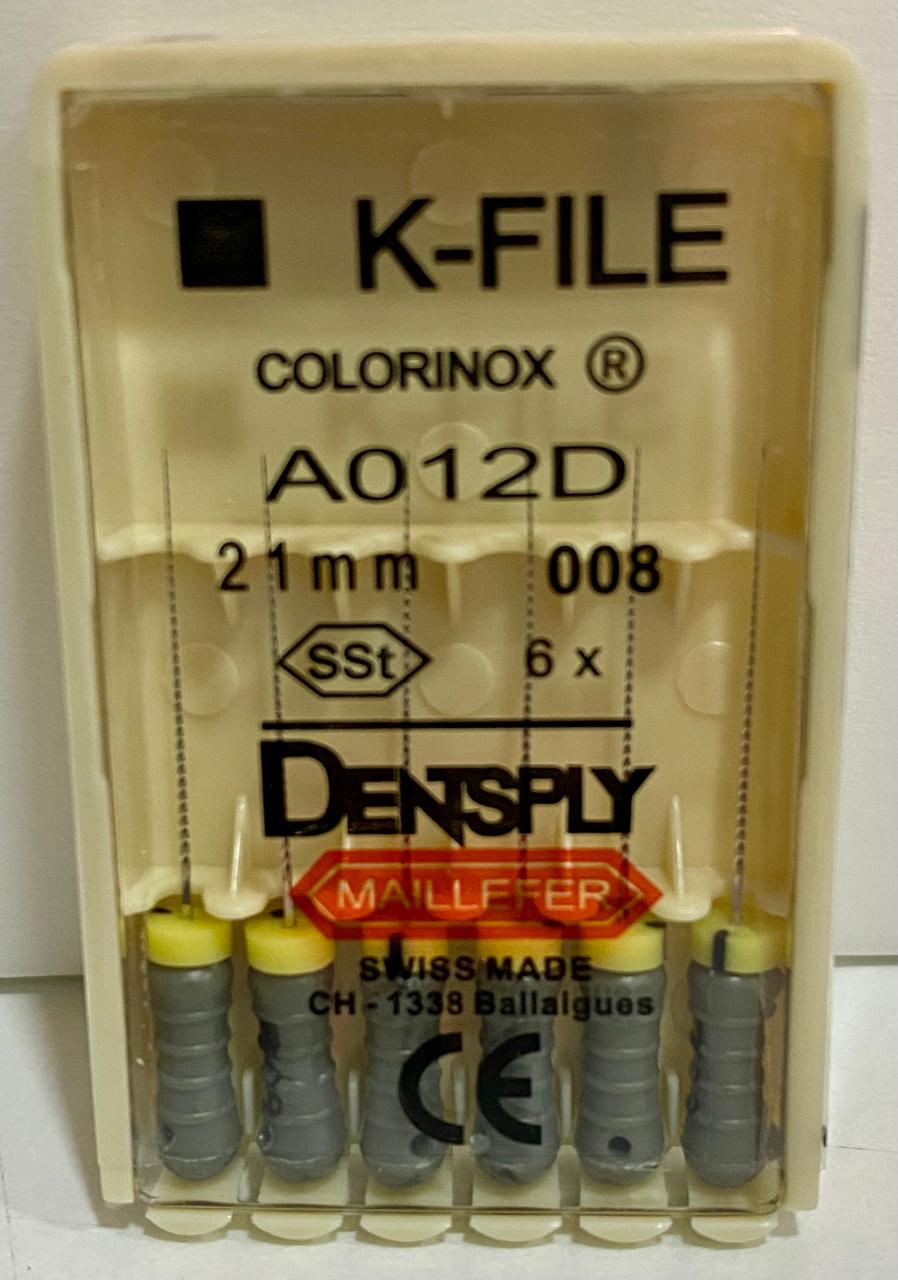 K-FILE
COLORINOX ®
A012D
21mm 008
SSt 6 x
DENTSPLY
MAILLEFER
SWISS MADE
CH - 1338 Ballaigues
CE